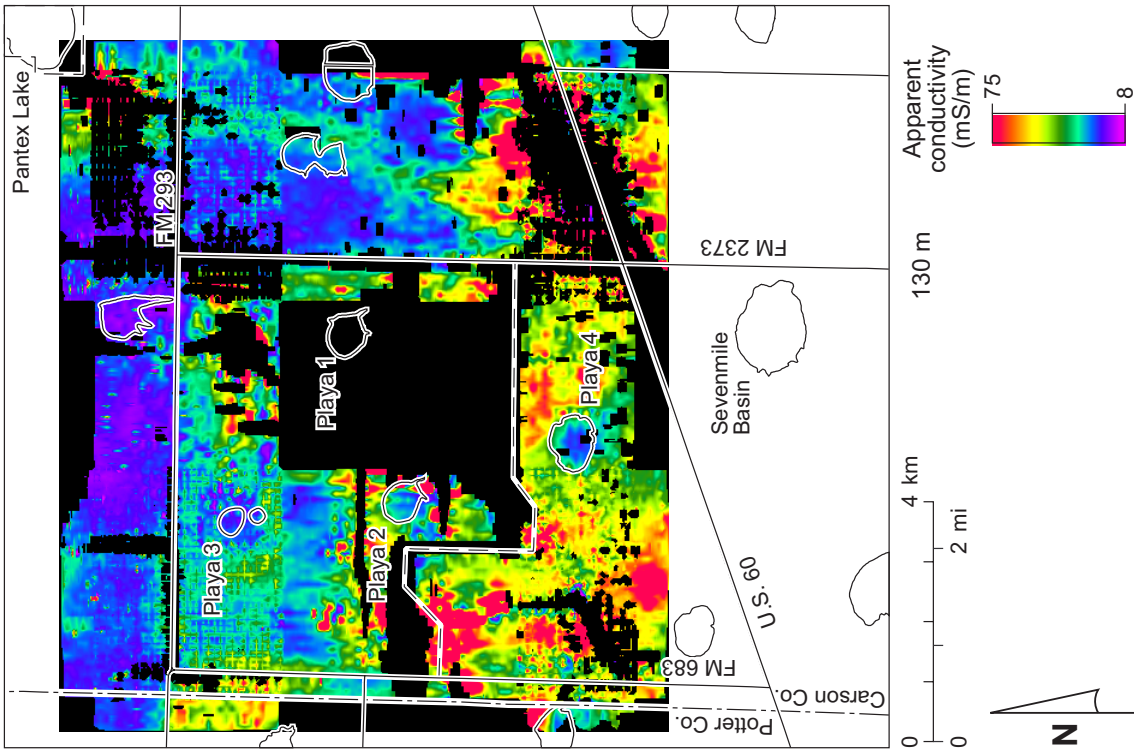 Pantex Lake
FM 293
Playa 3
Playa 1
Playa 2
Playa 4
FM 2373
FM 683
U.S. 60
Sevenmile
Basin
Potter Co.
Carson Co.
Apparent
conductivity
(mS/m)
75
8
130 m
0
4 km
0
2 mi
N